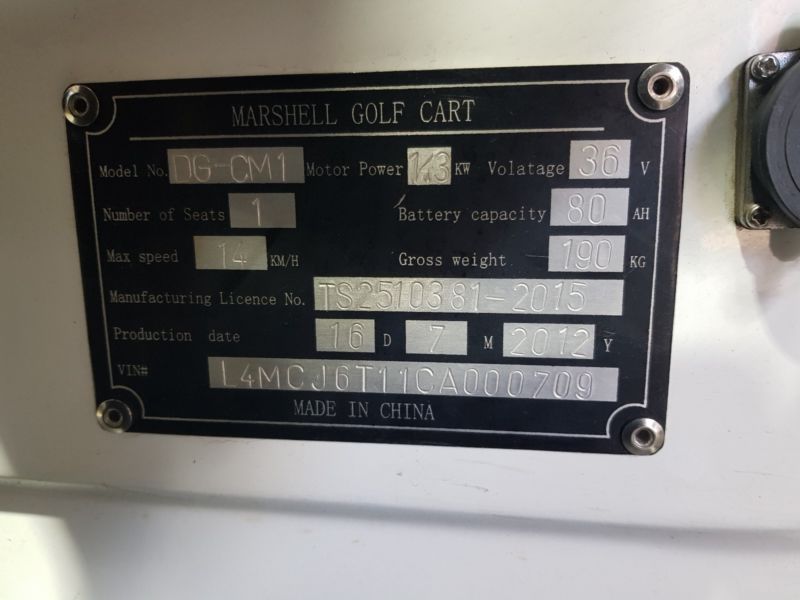 MARSHELL GOLF CART
Model No. DG-CM1 Motor Power 1.3 KW Volatage 36 V
Number of Seats 1 Battery capacity 80 AH
Max speed 14 KM/H Gross weight 190 KG
Manufacturing Licence No. TS2510381-2015
Production date 16 D 7 M 2012 Y
VIN# L4MCJ6T11CA000709
MADE IN CHINA